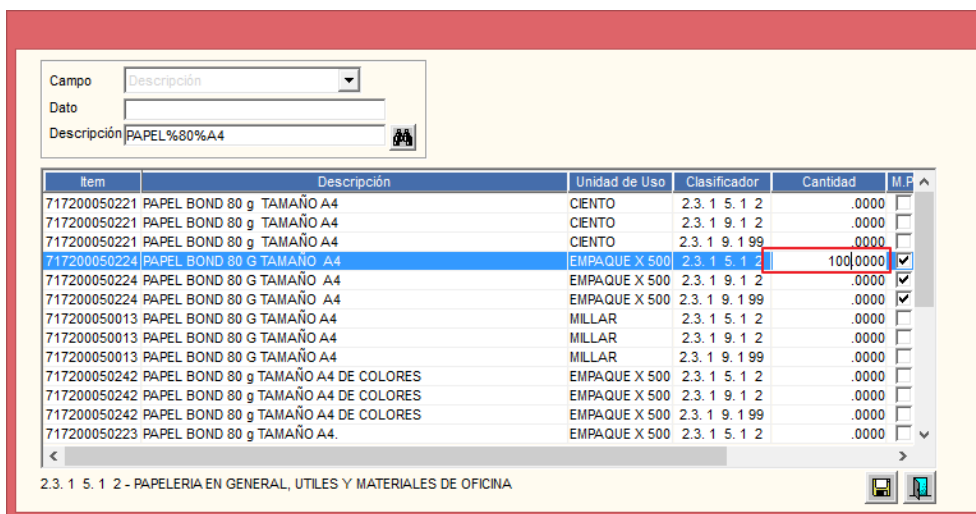 Campo Descripción
Dato
Descripción PAPEL%80%A4
Item Descripción Unidad de Uso Clasificador Cantidad M.P
717200050221 PAPEL BOND 80 g TAMAÑO A4 CIENTO 2.3. 1 5. 1 2 .0000
717200050221 PAPEL BOND 80 g TAMAÑO A4 CIENTO 2.3. 1 9. 1 2 .0000
717200050221 PAPEL BOND 80 g TAMAÑO A4 CIENTO 2.3. 1 9. 1 99 .0000
717200050224 PAPEL BOND 80 G TAMAÑO A4 EMPAQUE X 500 2.3. 1 5. 1 2 100.0000
717200050224 PAPEL BOND 80 G TAMAÑO A4 EMPAQUE X 500 2.3. 1 9. 1 2 .0000
717200050224 PAPEL BOND 80 G TAMAÑO A4 EMPAQUE X 500 2.3. 1 9. 1 99 .0000
717200050013 PAPEL BOND 80 G TAMAÑO A4 MILLAR 2.3. 1 5. 1 2 .0000
717200050013 PAPEL BOND 80 G TAMAÑO A4 MILLAR 2.3. 1 9. 1 2 .0000
717200050013 PAPEL BOND 80 G TAMAÑO A4 MILLAR 2.3. 1 9. 1 99 .0000
717200050242 PAPEL BOND 80 g TAMAÑO A4 DE COLORES EMPAQUE X 500 2.3. 1 5. 1 2 .0000
717200050242 PAPEL BOND 80 g TAMAÑO A4 DE COLORES EMPAQUE X 500 2.3. 1 9. 1 2 .0000
717200050242 PAPEL BOND 80 g TAMAÑO A4 DE COLORES EMPAQUE X 500 2.3. 1 9. 1 99 .0000
717200050223 PAPEL BOND 80 g TAMAÑO A4. EMPAQUE X 500 2.3. 1 5. 1 2 .0000
2.3. 1 5. 1 2 - PAPELERIA EN GENERAL, UTILES Y MATERIALES DE OFICINA